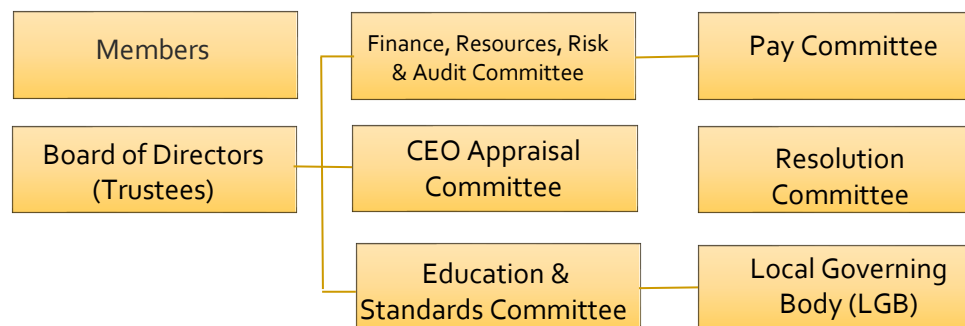 Members
Finance, Resources, Risk
& Audit Committee
Pay Committee
Board of Directors
(Trustees)
CEO Appraisal
Committee
Resolution
Committee
Education &
Standards Committee
Local Governing
Body (LGB)